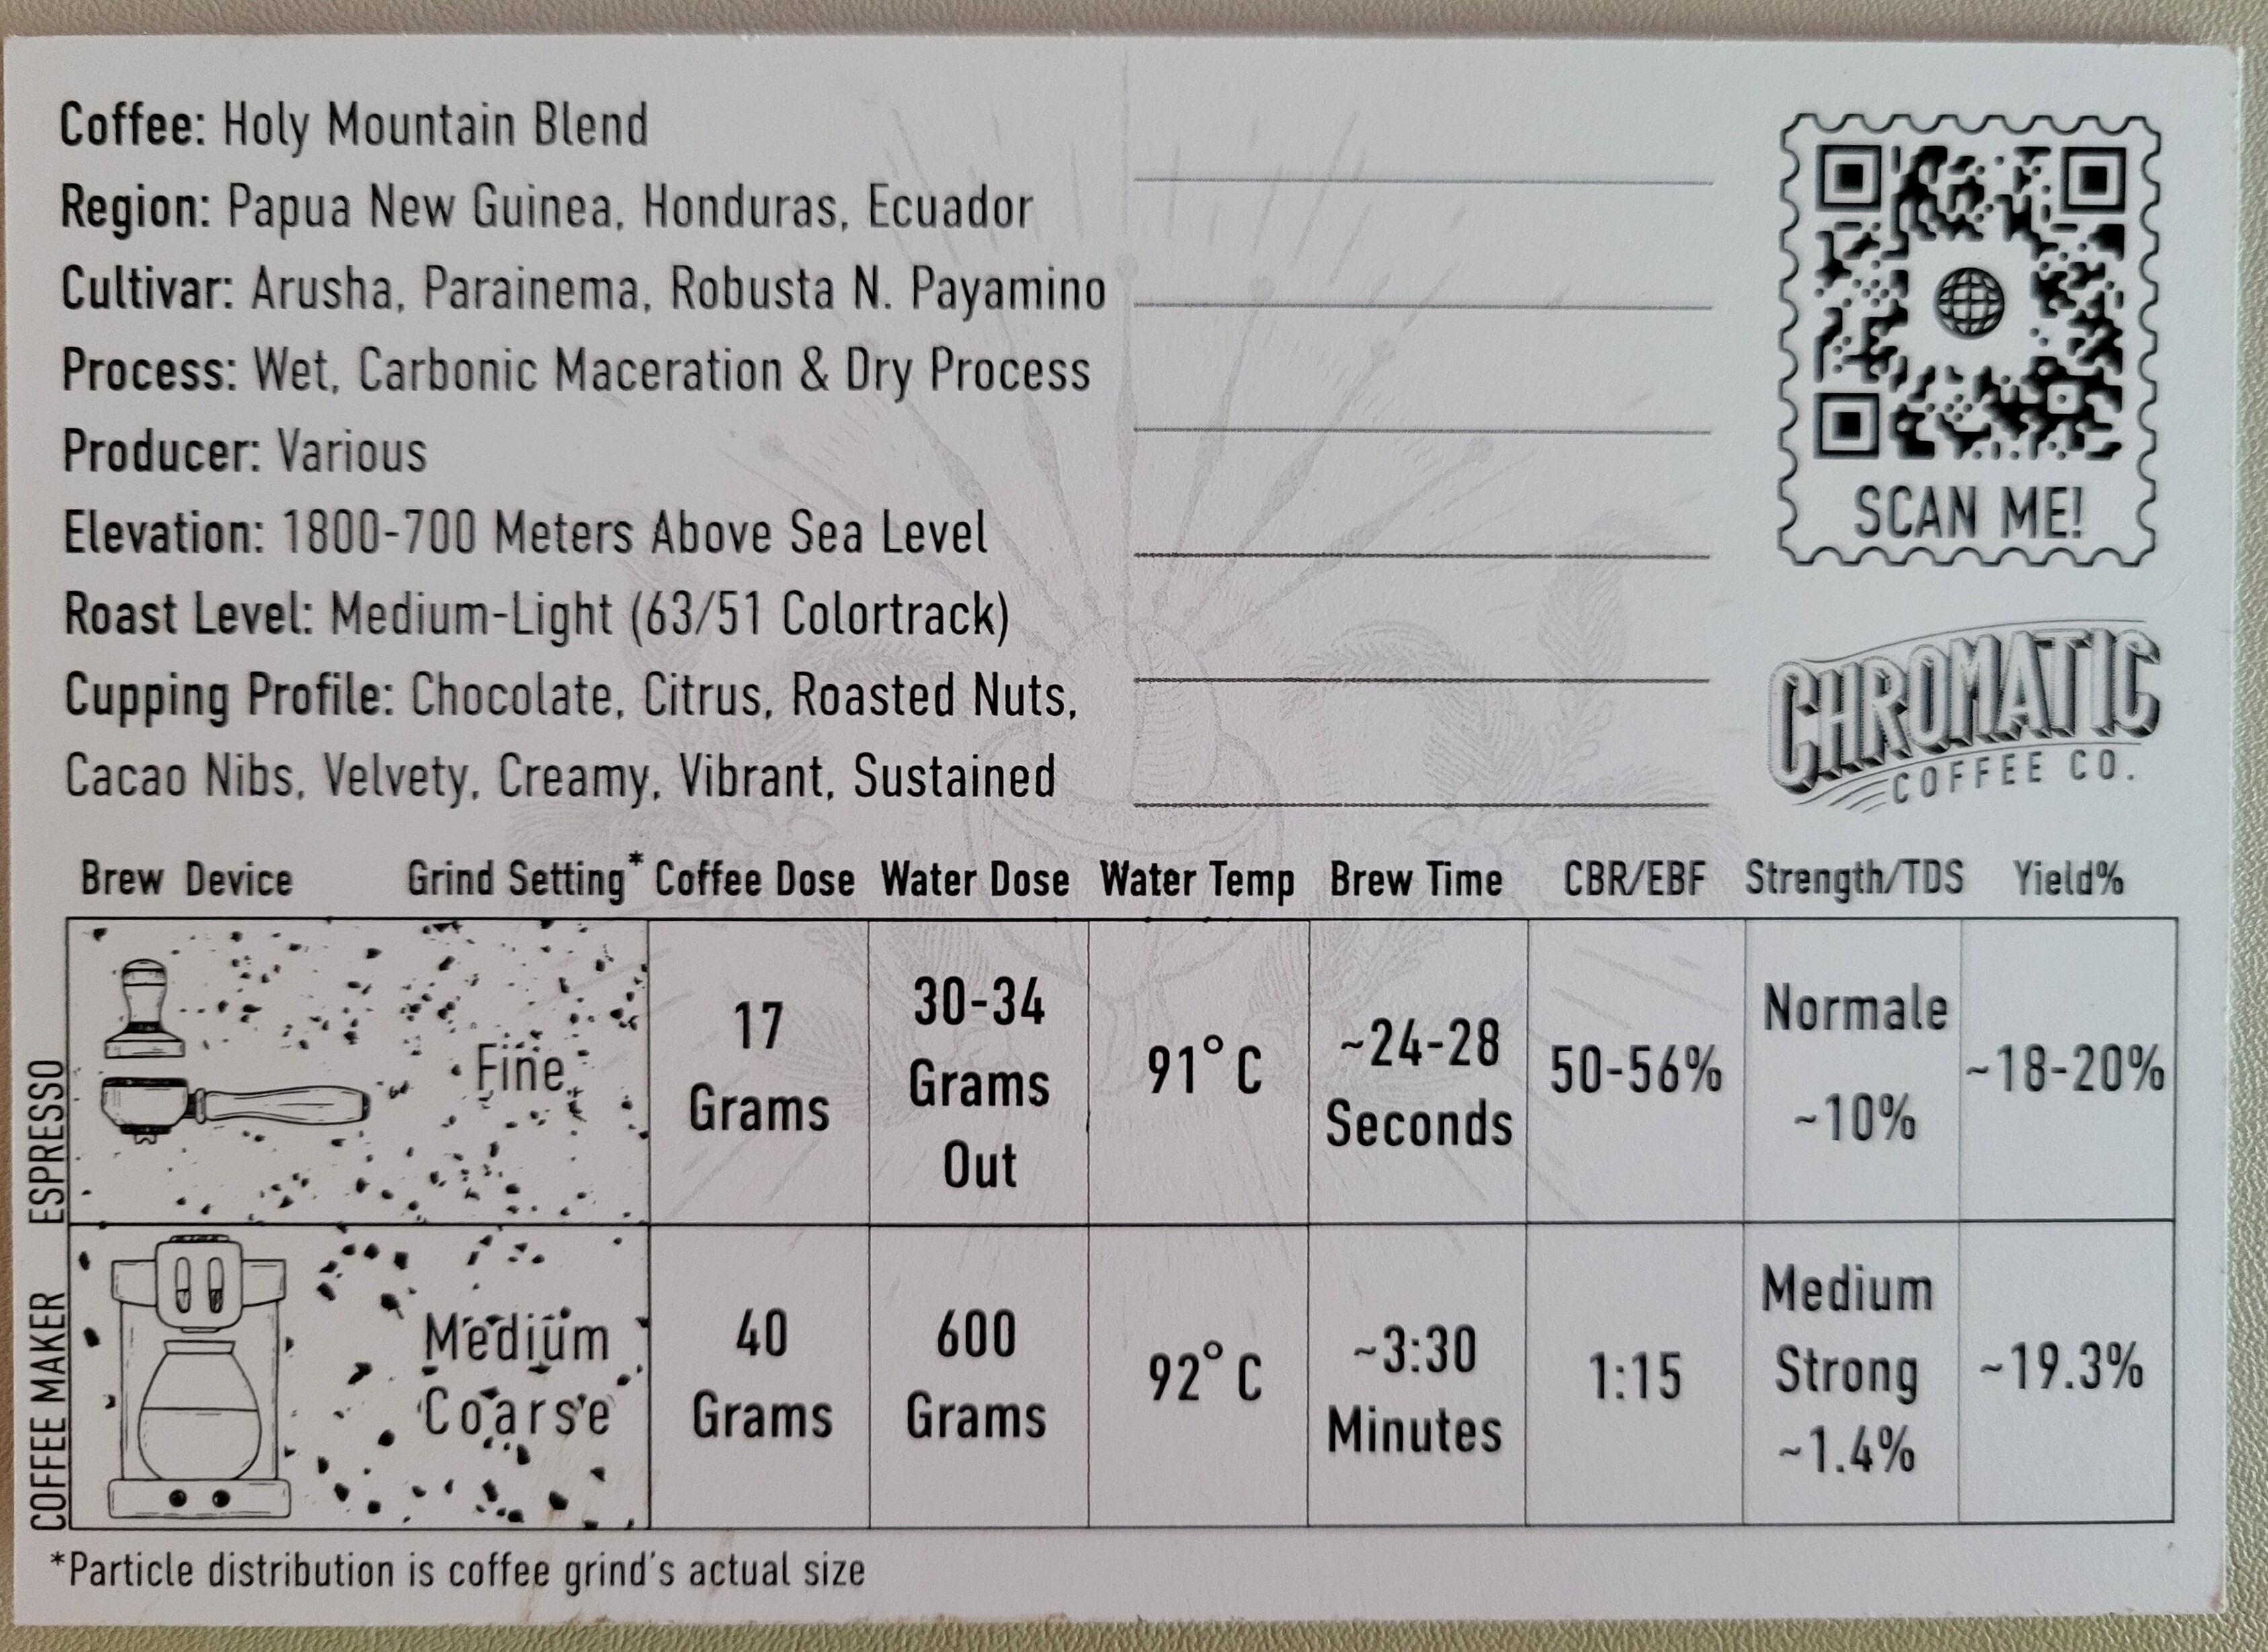 Coffee: Holy Mountain Blend
Region: Papua New Guinea, Honduras, Ecuador
Cultivar: Arusha, Parainema, Robusta N. Payamino
Process: Wet, Carbonic Maceration & Dry Process
Producer: Various
Elevation: 1800-700 Meters Above Sea Level
Roast Level: Medium-Light (63/51 Colortrack)
Cupping Profile: Chocolate, Citrus, Roasted Nuts,
Cacao Nibs, Velvety, Creamy, Vibrant, Sustained
SCAN ME!
CHROMATIC
COFFEE CO.
Brew Device Grind Setting* Coffee Dose Water Dose Water Temp Brew Time CBR/EBF Strength/TDS Yield%
ESPRESSO
Fine
17
Grams
30-34
Grams
Out
91°C
~24-28
Seconds
50-56%
Normale
~10%
~18-20%
COFFEE MAKER
Medium
Coarse
40
Grams
600
Grams
92°C
~3:30
Minutes
1:15
Medium
Strong
~1.4%
~19.3%
*Particle distribution is coffee grind's actual size